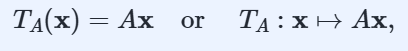 T_A(𝐱) = A𝐱 or T_A : 𝐱 ↦ A𝐱,